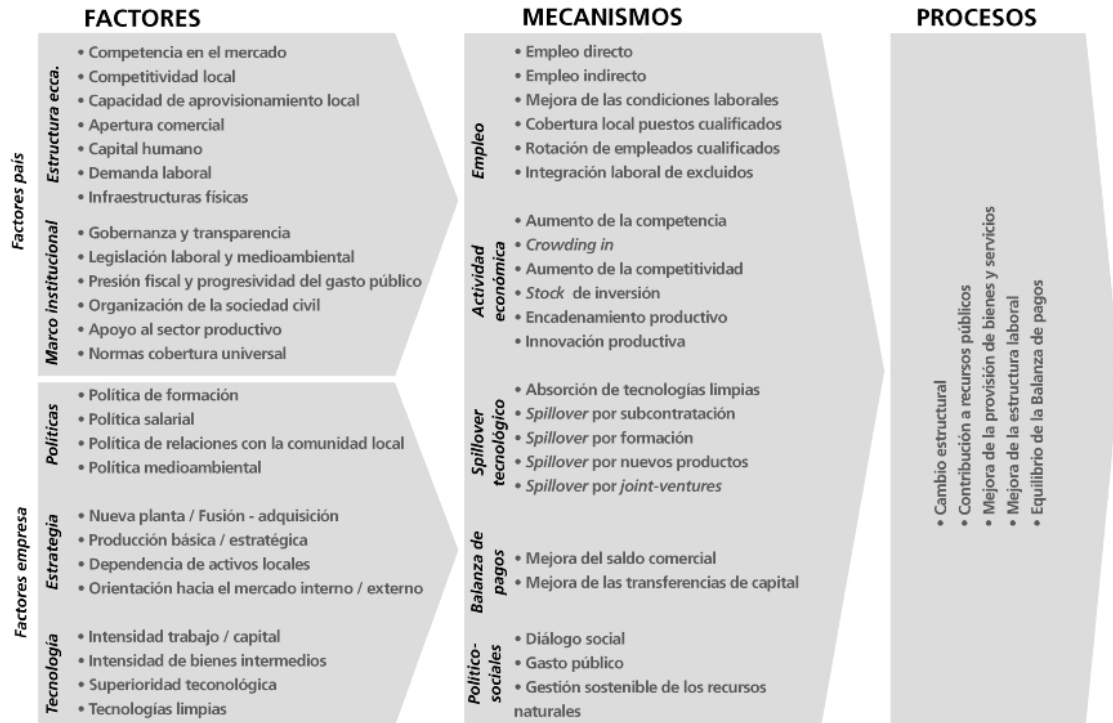 FACTORES
Factores país
Estructura ecca.
• Competencia en el mercado
• Competitividad local
• Capacidad de aprovisionamiento local
• Apertura comercial
• Capital humano
• Demanda laboral
• Infraestructuras físicas
Marco institucional
• Gobernanza y transparencia
• Legislación laboral y medioambiental
• Presión fiscal y progresividad del gasto público
• Organización de la sociedad civil
• Apoyo al sector productivo
• Normas cobertura universal
Factores empresa
Políticas
• Política de formación
• Política salarial
• Política de relaciones con la comunidad local
• Política medioambiental
Estrategia
• Nueva planta / Fusión - adquisición
• Producción básica / estratégica
• Dependencia de activos locales
• Orientación hacia el mercado interno / externo
Tecnología
• Intensidad trabajo / capital
• Intensidad de bienes intermedios
• Superioridad teconológica
• Tecnologías limpias
MECANISMOS
Empleo
• Empleo directo
• Empleo indirecto
• Mejora de las condiciones laborales
• Cobertura local puestos cualificados
• Rotación de empleados cualificados
• Integración laboral de excluidos
Actividad
económica
• Aumento de la competencia
• Crowding in
• Aumento de la competitividad
• Stock de inversión
• Encadenamiento productivo
• Innovación productiva
Spillover
tecnológico
• Absorción de tecnologías limpias
• Spillover por subcontratación
• Spillover por formación
• Spillover por nuevos productos
• Spillover por joint-ventures
Balanza de
pagos
• Mejora del saldo comercial
• Mejora de las transferencias de capital
Político-
sociales
• Diálogo social
• Gasto público
• Gestión sostenible de los recursos
naturales
PROCESOS
• Cambio estructural
• Contribución a recursos públicos
• Mejora de la provisión de bienes y servicios
• Mejora de la estructura laboral
• Equilibrio de la Balanza de pagos